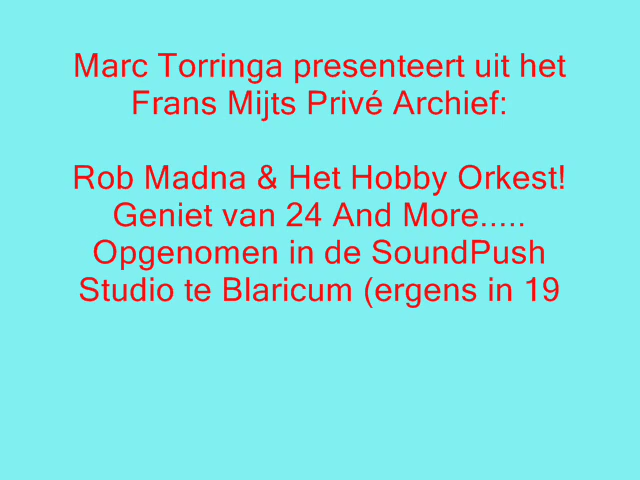 Marc Torringa presenteert uit het
Frans Mijts Privé Archief:
Rob Madna & Het Hobby Orkest!
Geniet van 24 And More.....
Opgenomen in de SoundPush
Studio te Blaricum (ergens in 19